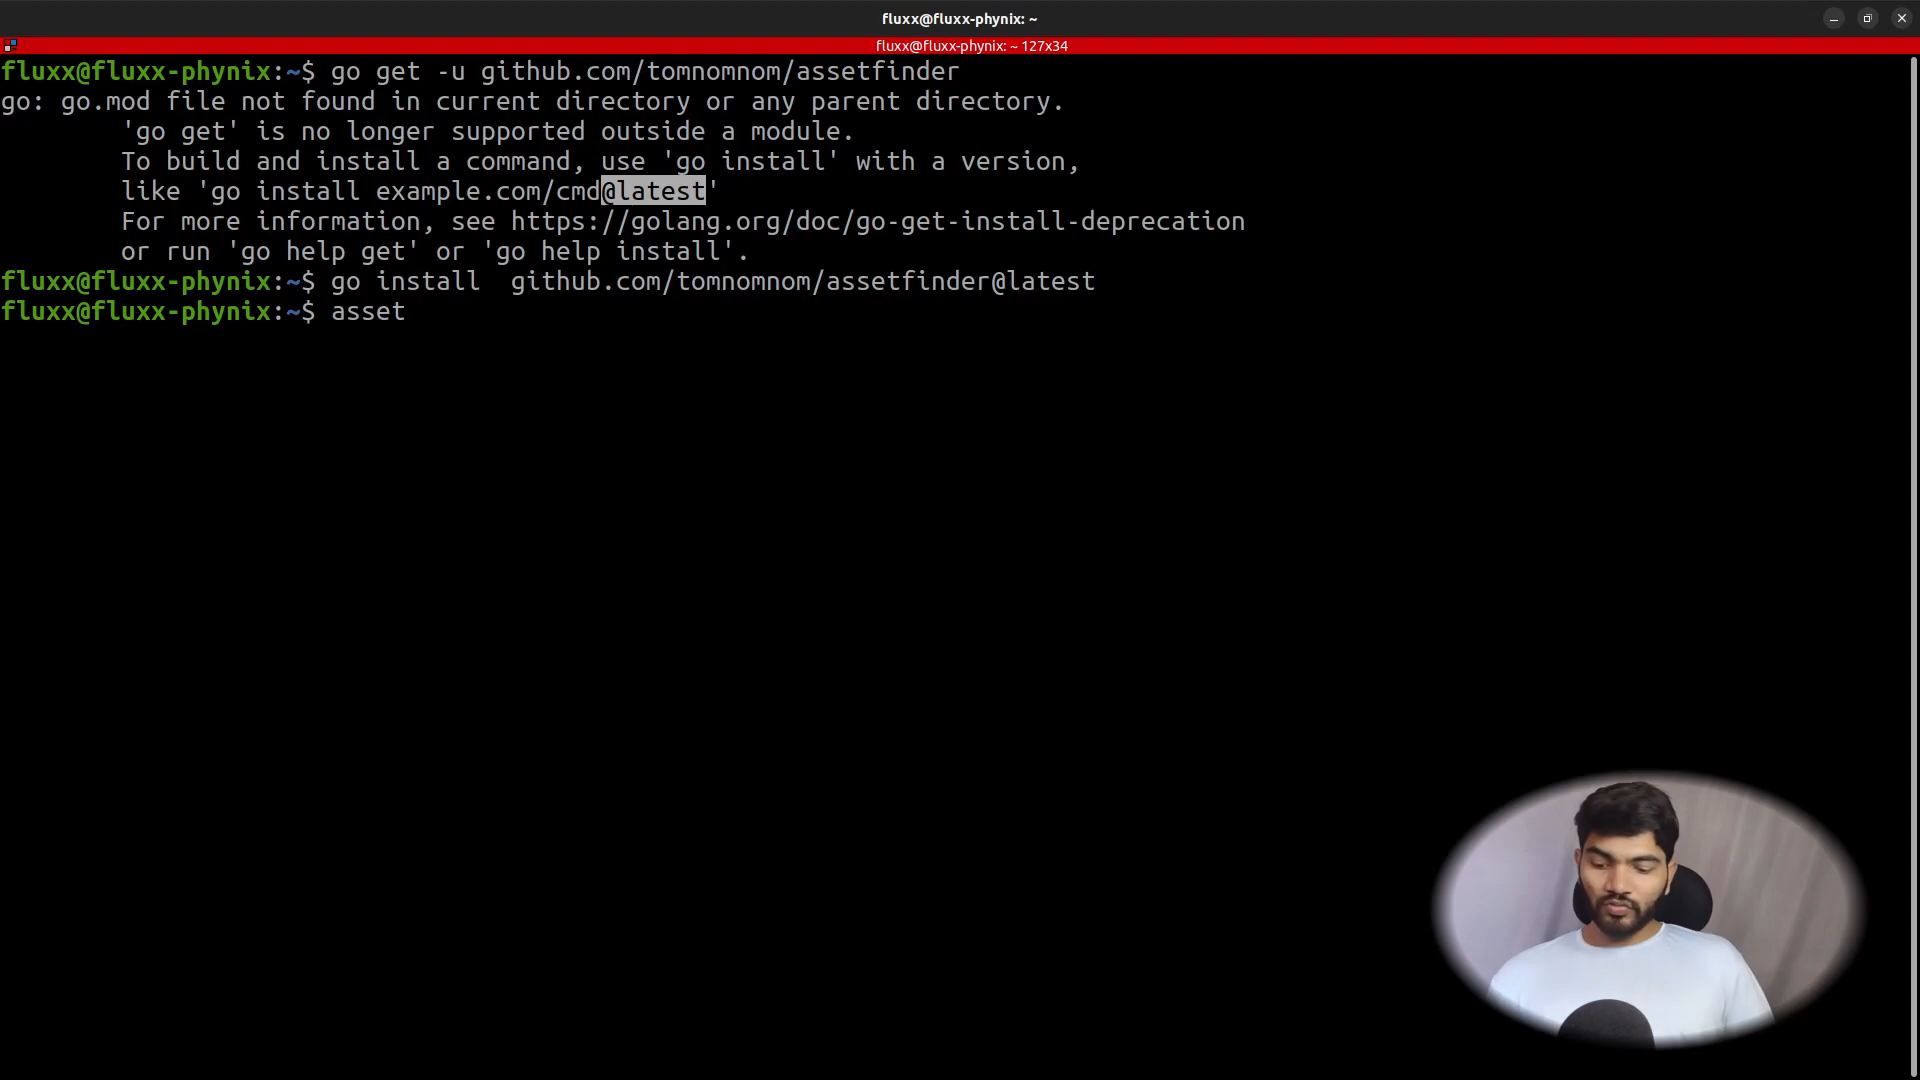 fluxx@fluxx-phynix: ~
fluxx@fluxx-phynix: ~ 127x34
fluxx@fluxx-phynix:~$ go get -u github.com/tomnomnom/assetfinder
go: go.mod file not found in current directory or any parent directory.
'go get' is no longer supported outside a module.
To build and install a command, use 'go install' with a version,
like 'go install example.com/cmd@latest'
For more information, see https://golang.org/doc/go-get-install-deprecation
or run 'go help get' or 'go help install'.
fluxx@fluxx-phynix:~$ go install  github.com/tomnomnom/assetfinder@latest
fluxx@fluxx-phynix:~$ asset